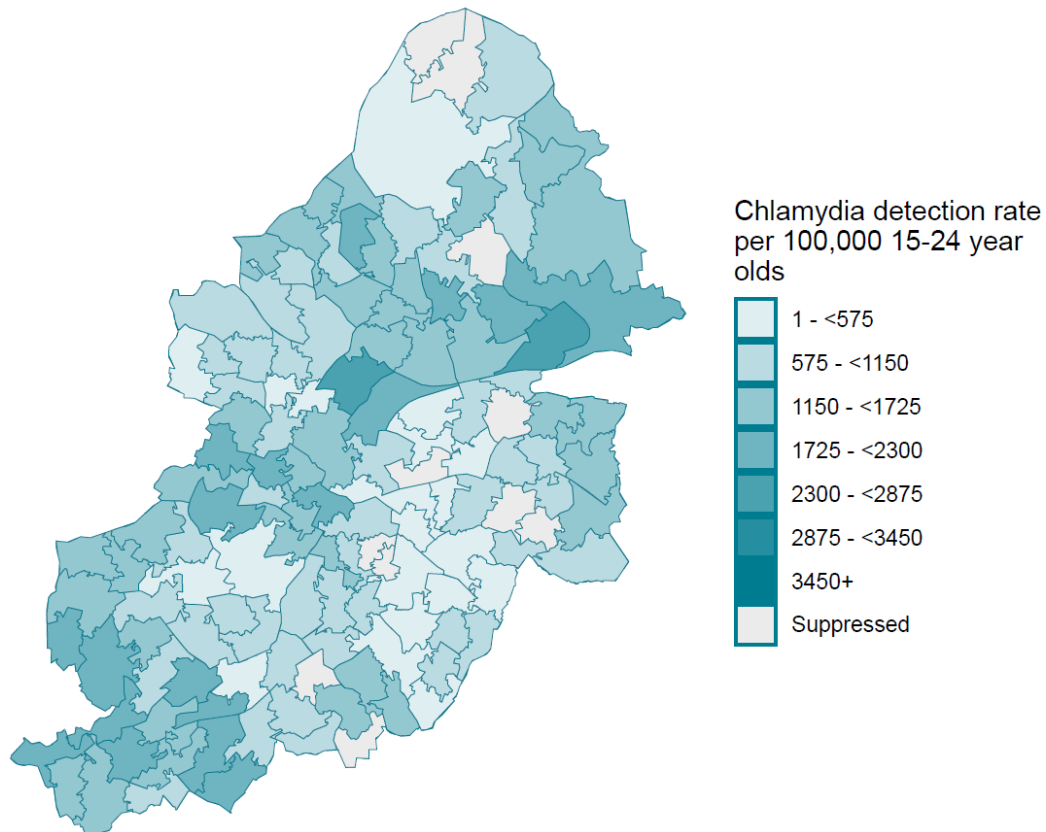 Chlamydia detection rate
per 100,000 15-24 year
olds
1 - <575
575 - <1150
1150 - <1725
1725 - <2300
2300 - <2875
2875 - <3450
3450+
Suppressed